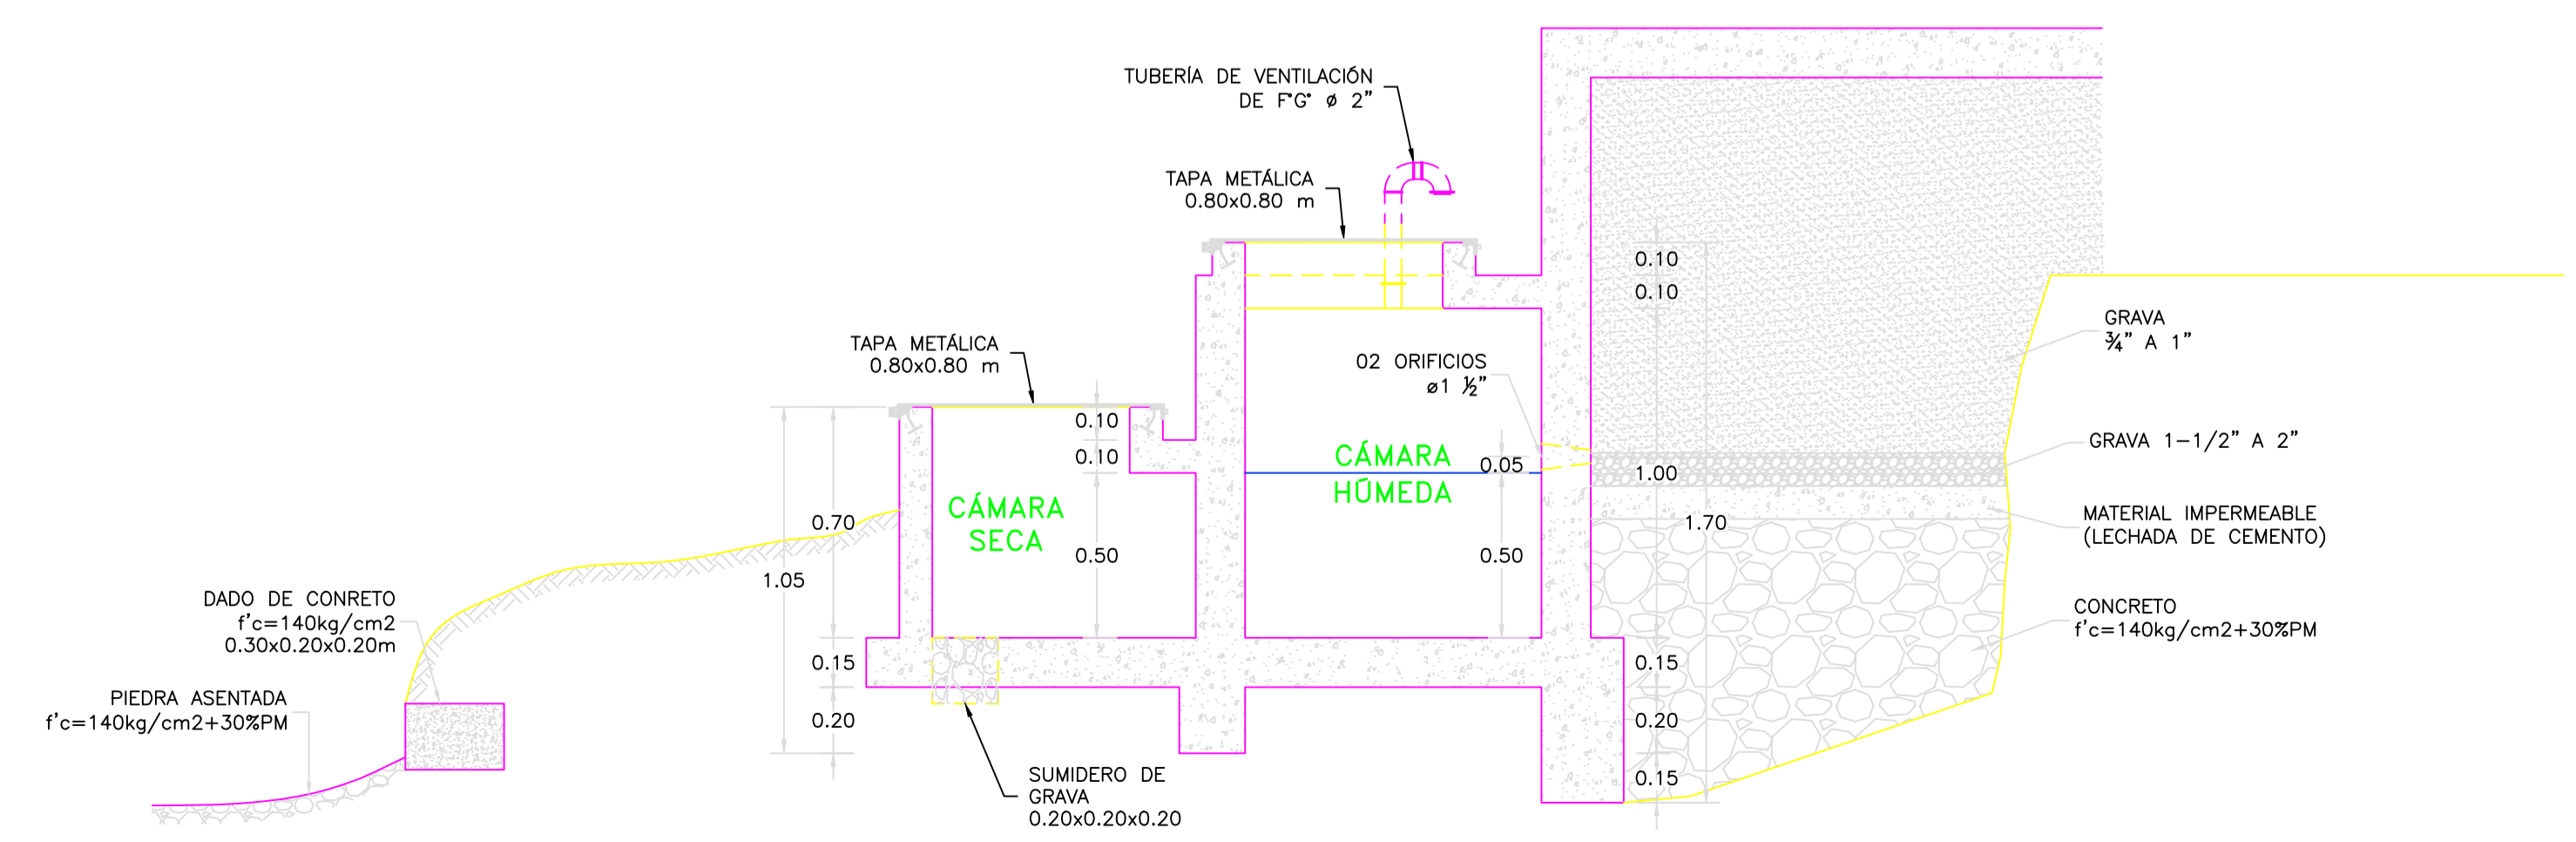 TUBERÍA DE VENTILACIÓN
DE F°G° ø 2”
TAPA METÁLICA
0.80x0.80 m
0.10
0.10
GRAVA
¾” A 1”
TAPA METÁLICA
0.80x0.80 m
02 ORIFICIOS
ø1 ½”
0.10
0.10
GRAVA 1-1/2” A 2”
CÁMARA
HÚMEDA
0.05
1.00
CÁMARA
SECA
0.70
1.70
MATERIAL IMPERMEABLE
(LECHADA DE CEMENTO)
0.50
0.50
1.05
DADO DE CONRETO
f'c=140kg/cm2
0.30x0.20x0.20m
CONCRETO
f'c=140kg/cm2+30%PM
0.15
0.15
PIEDRA ASENTADA
f'c=140kg/cm2+30%PM
0.20
0.20
SUMIDERO DE
GRAVA
0.20x0.20x0.20
0.15